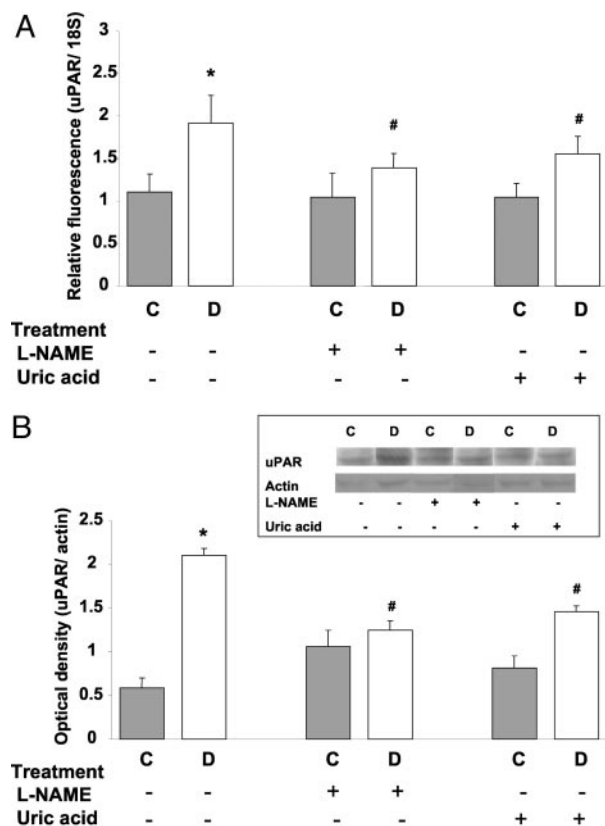 A
Relative fluorescence (uPAR/ 18S)
3
2.5
2
1.5
1
0.5
0
*
#
#
C D C D C D
Treatment
L-NAME - - + + - -
Uric acid - - - - + +
B
C D C D C D
uPAR
Actin
L-NAME - - + + - -
Uric acid - - - - + +
Optical density (uPAR/ actin)
2.5
2
1.5
1
0.5
0
*
#
#
C D C D C D
Treatment
L-NAME - - + + - -
Uric acid - - - - + +